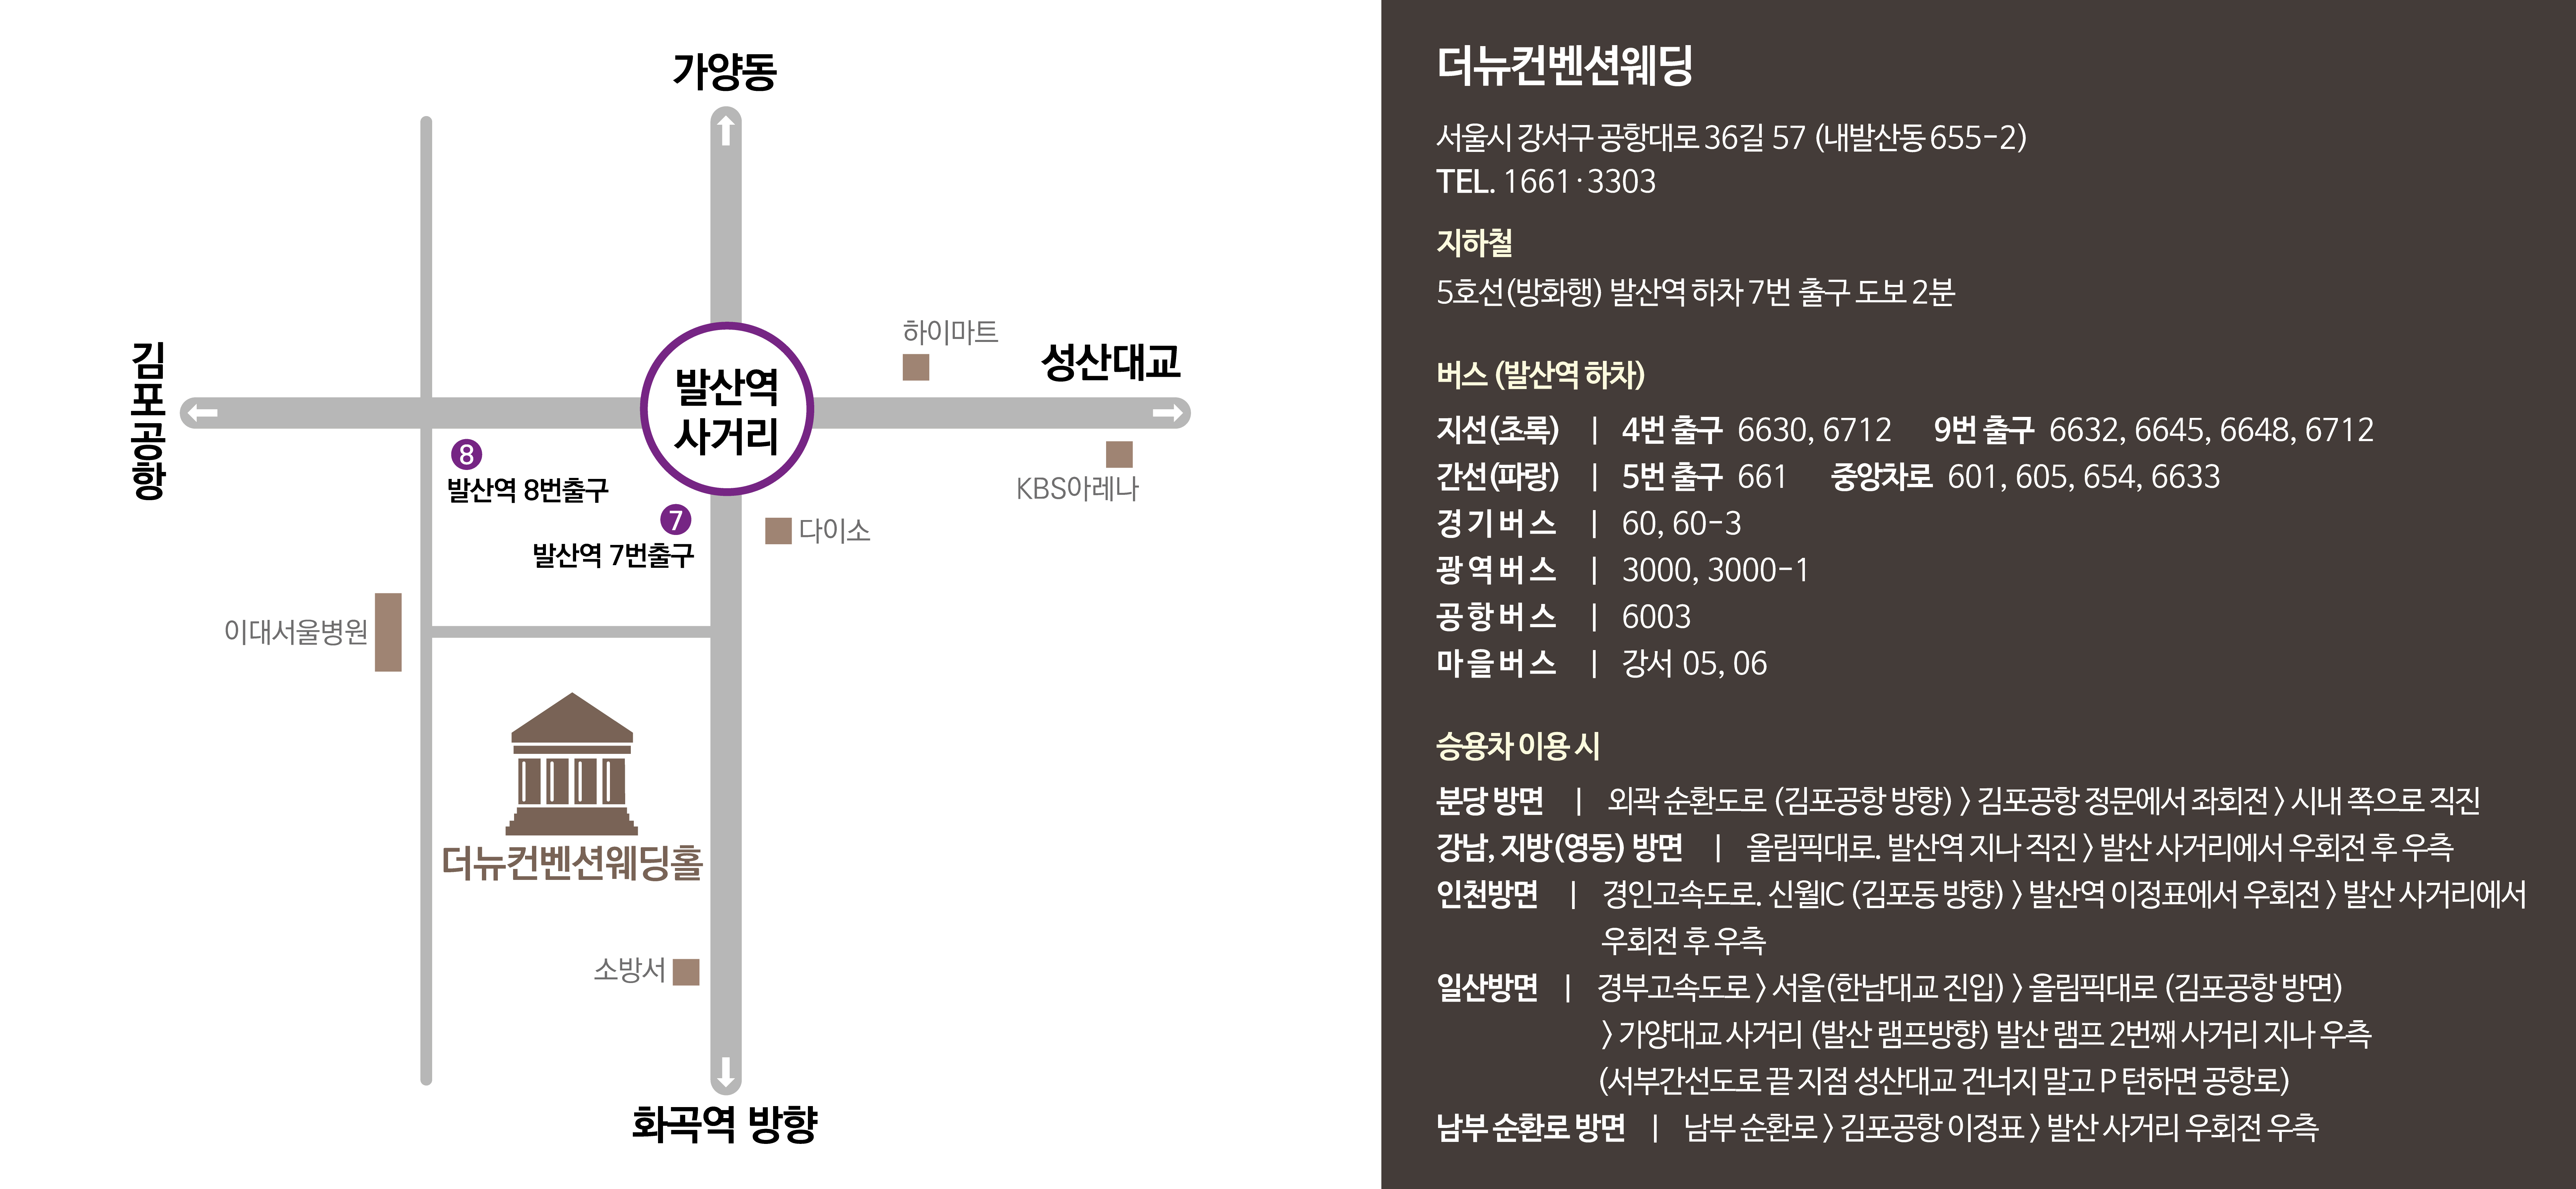 가양동
김포공항
하이마트
성산대교
발산역
사거리
8
발산역 8번출구
KBS아레나
7
발산역 7번출구
다이소
이대서울병원
더뉴컨벤션웨딩홀
소방서
화곡역 방향
더뉴컨벤션웨딩
서울시 강서구 공항대로 36길 57 (내발산동 655-2)
TEL. 1661·3303
지하철
5호선(방화행) 발산역 하차 7번 출구 도보 2분
버스 (발산역 하차)
지선(초록) | 4번 출구 6630, 6712 9번 출구 6632, 6645, 6648, 6712
간선(파랑) | 5번 출구 661 중앙차로 601, 605, 654, 6633
경기버스 | 60, 60-3
광역버스 | 3000, 3000-1
공항버스 | 6003
마을버스 | 강서 05, 06
승용차 이용 시
분당 방면 | 외곽 순환도로 (김포공항 방향) > 김포공항 정문에서 좌회전 > 시내 쪽으로 직진
강남, 지방(영동) 방면 | 올림픽대로. 발산역 지나 직진 > 발산 사거리에서 우회전 후 우측
인천방면 | 경인고속도로. 신월IC (김포동 방향) > 발산역 이정표에서 우회전 > 발산 사거리에서
우회전 후 우측
일산방면 | 경부고속도로 > 서울(한남대교 진입) > 올림픽대로 (김포공항 방면)
> 가양대교 사거리 (발산 램프방향) 발산 램프 2번째 사거리 지나 우측
(서부간선도로 끝 지점 성산대교 건너지 말고 P 턴하면 공항로)
남부 순환로 방면 | 남부 순환로 > 김포공항 이정표 > 발산 사거리 우회전 우측